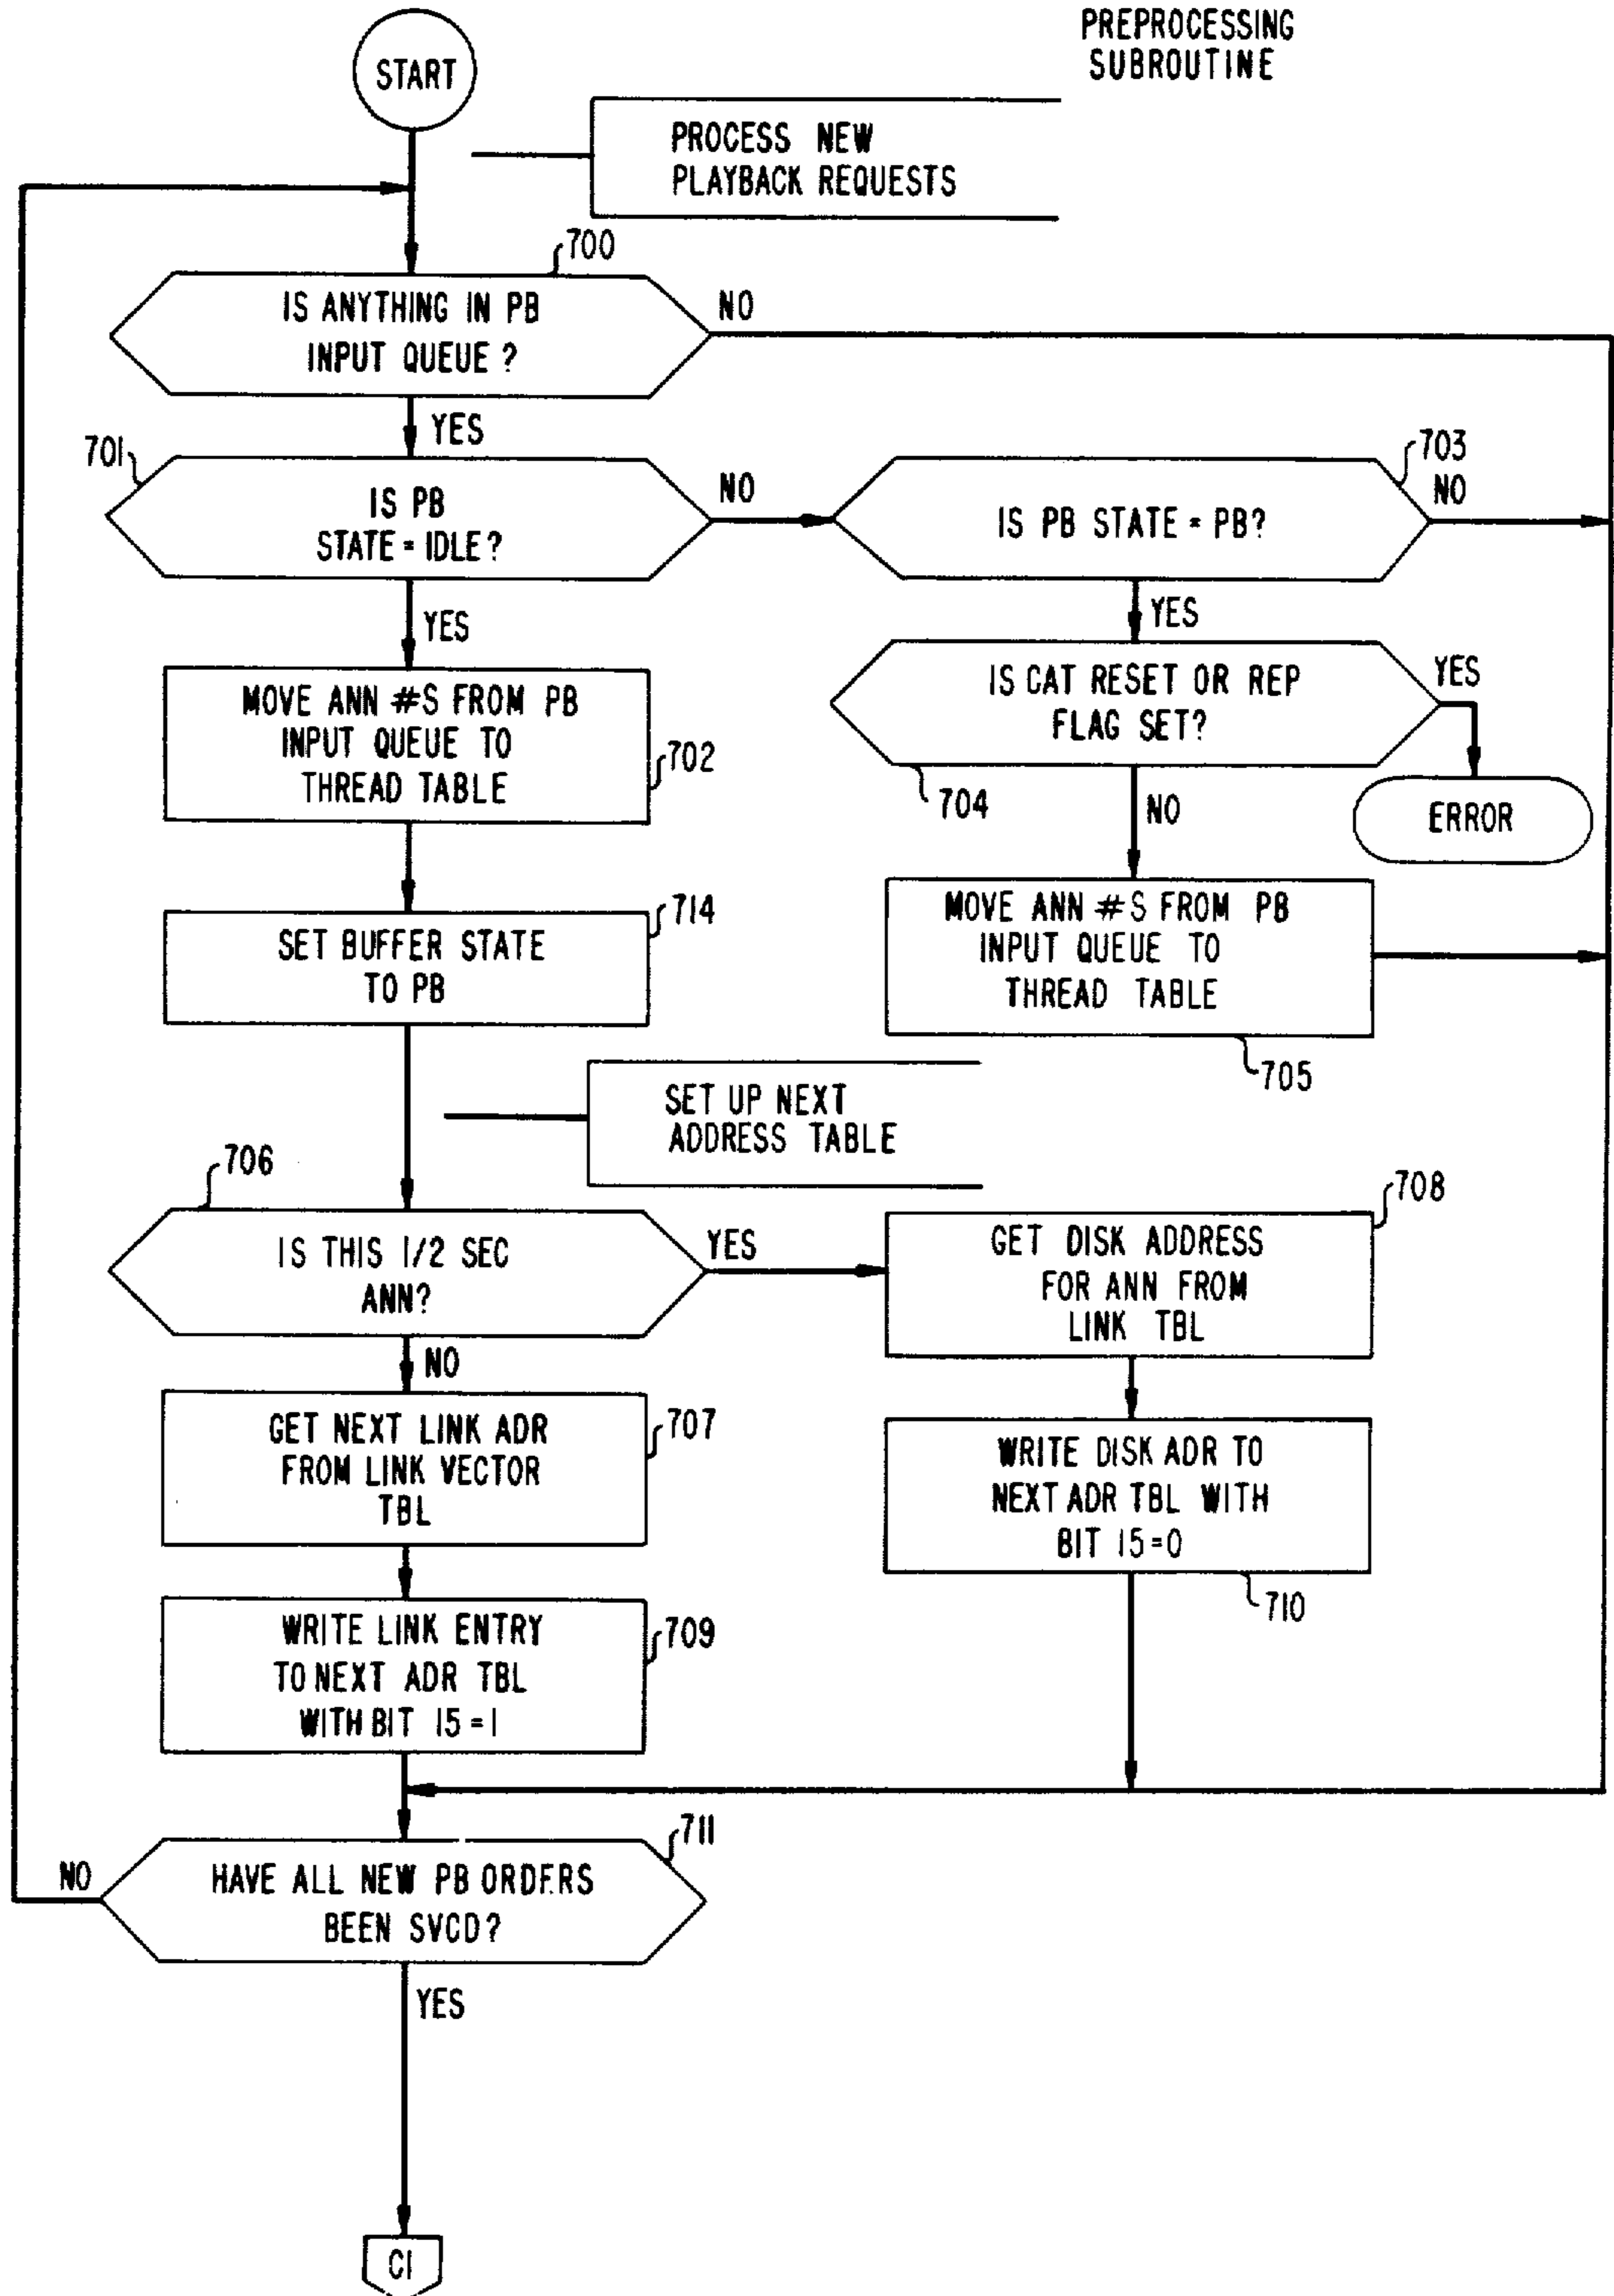 PREPROCESSING
SUBROUTINE
START
PROCESS NEW
PLAYBACK REQUESTS
700
IS ANYTHING IN PB
INPUT QUEUE?
NO
YES
701
IS PB
STATE = IDLE?
NO
703
IS PB STATE = PB?
NO
YES
YES
MOVE ANN #S FROM PB
INPUT QUEUE TO
THREAD TABLE
702
IS CAT RESET OR REP
FLAG SET?
YES
704
NO
ERROR
714
SET BUFFER STATE
TO PB
MOVE ANN #S FROM PB
INPUT QUEUE TO
THREAD TABLE
705
SET UP NEXT
ADDRESS TABLE
706
IS THIS 1/2 SEC
ANN?
YES
NO
708
GET DISK ADDRESS
FOR ANN FROM
LINK TBL
GET NEXT LINK ADR
FROM LINK VECTOR
TBL
707
WRITE DISK ADR TO
NEXT ADR TBL WITH
BIT 15=0
710
WRITE LINK ENTRY
TO NEXT ADR TBL
WITH BIT 15=1
709
711
HAVE ALL NEW PB ORDERS
BEEN SVCD?
NO
YES
C1